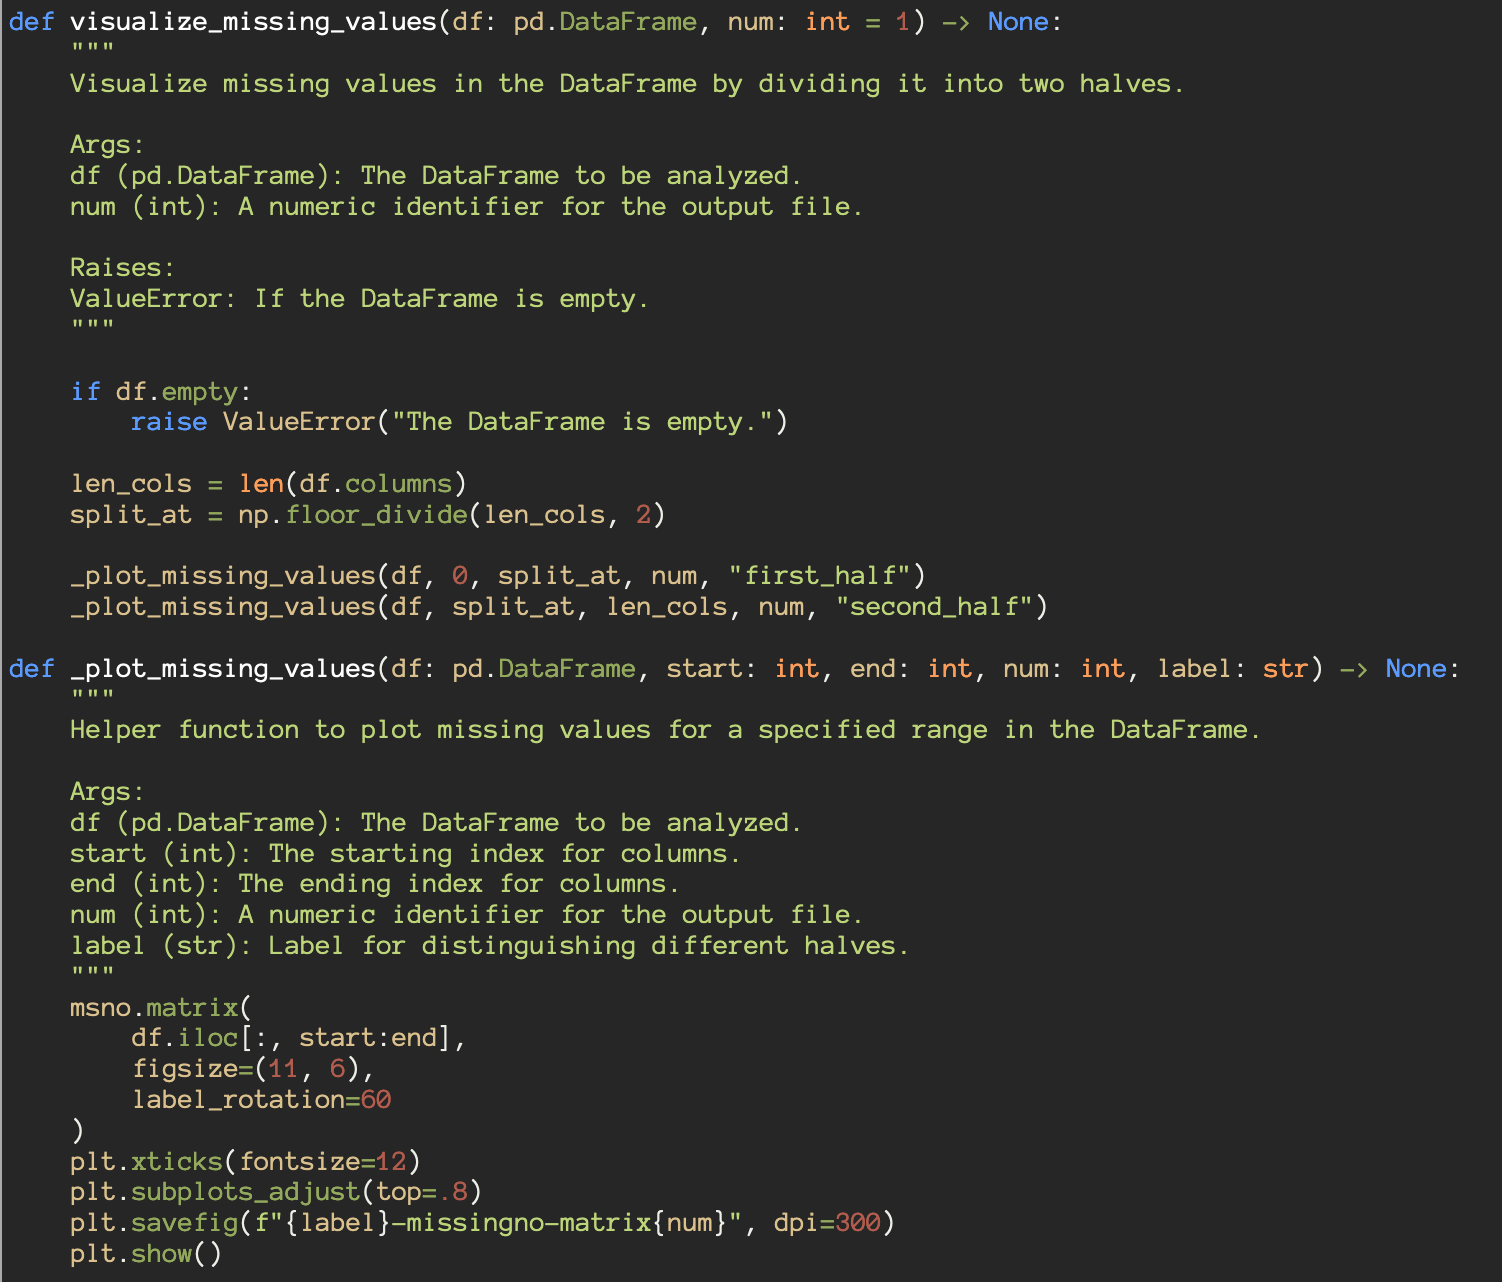 def visualize_missing_values(df: pd.DataFrame, num: int = 1) -> None:
    """
    Visualize missing values in the DataFrame by dividing it into two halves.

    Args:
    df (pd.DataFrame): The DataFrame to be analyzed.
    num (int): A numeric identifier for the output file.

    Raises:
    ValueError: If the DataFrame is empty.
    """

    if df.empty:
        raise ValueError("The DataFrame is empty.")

    len_cols = len(df.columns)
    split_at = np.floor_divide(len_cols, 2)

    _plot_missing_values(df, 0, split_at, num, "first_half")
    _plot_missing_values(df, split_at, len_cols, num, "second_half")

def _plot_missing_values(df: pd.DataFrame, start: int, end: int, num: int, label: str) -> None:
    """
    Helper function to plot missing values for a specified range in the DataFrame.

    Args:
    df (pd.DataFrame): The DataFrame to be analyzed.
    start (int): The starting index for columns.
    end (int): The ending index for columns.
    num (int): A numeric identifier for the output file.
    label (str): Label for distinguishing different halves.
    """
    msno.matrix(
        df.iloc[:, start:end],
        figsize=(11, 6),
        label_rotation=60
    )
    plt.xticks(fontsize=12)
    plt.subplots_adjust(top=.8)
    plt.savefig(f"{label}-missingno-matrix{num}", dpi=300)
    plt.show()